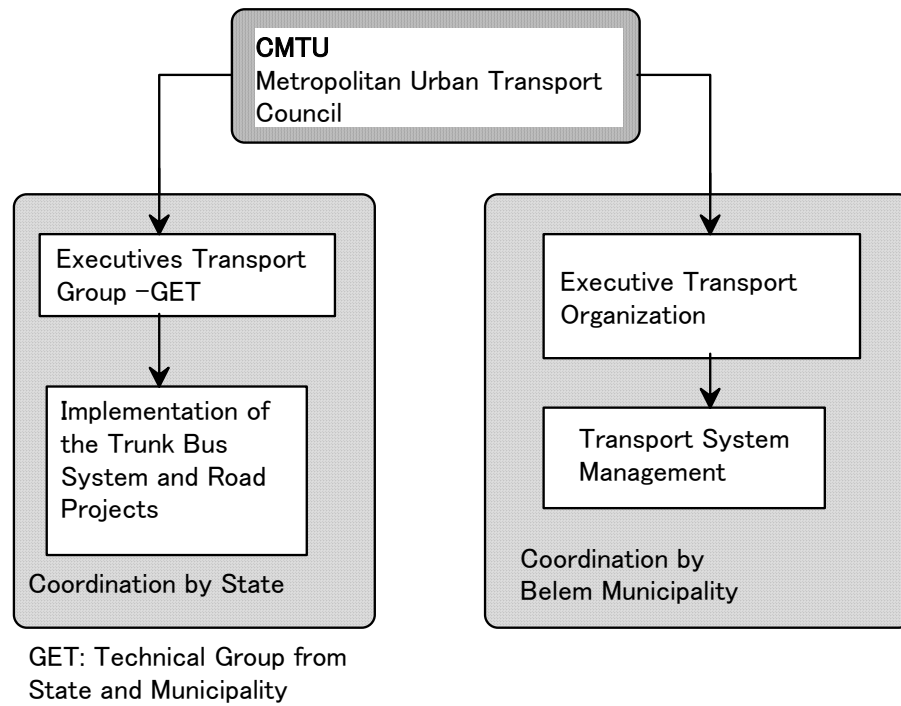 CMTU
Metropolitan Urban Transport
Council
Executives Transport
Group -GET
Implementation of
the Trunk Bus
System and Road
Projects
Coordination by State
GET: Technical Group from
State and Municipality
Executive Transport
Organization
Transport System
Management
Coordination by
Belem Municipality